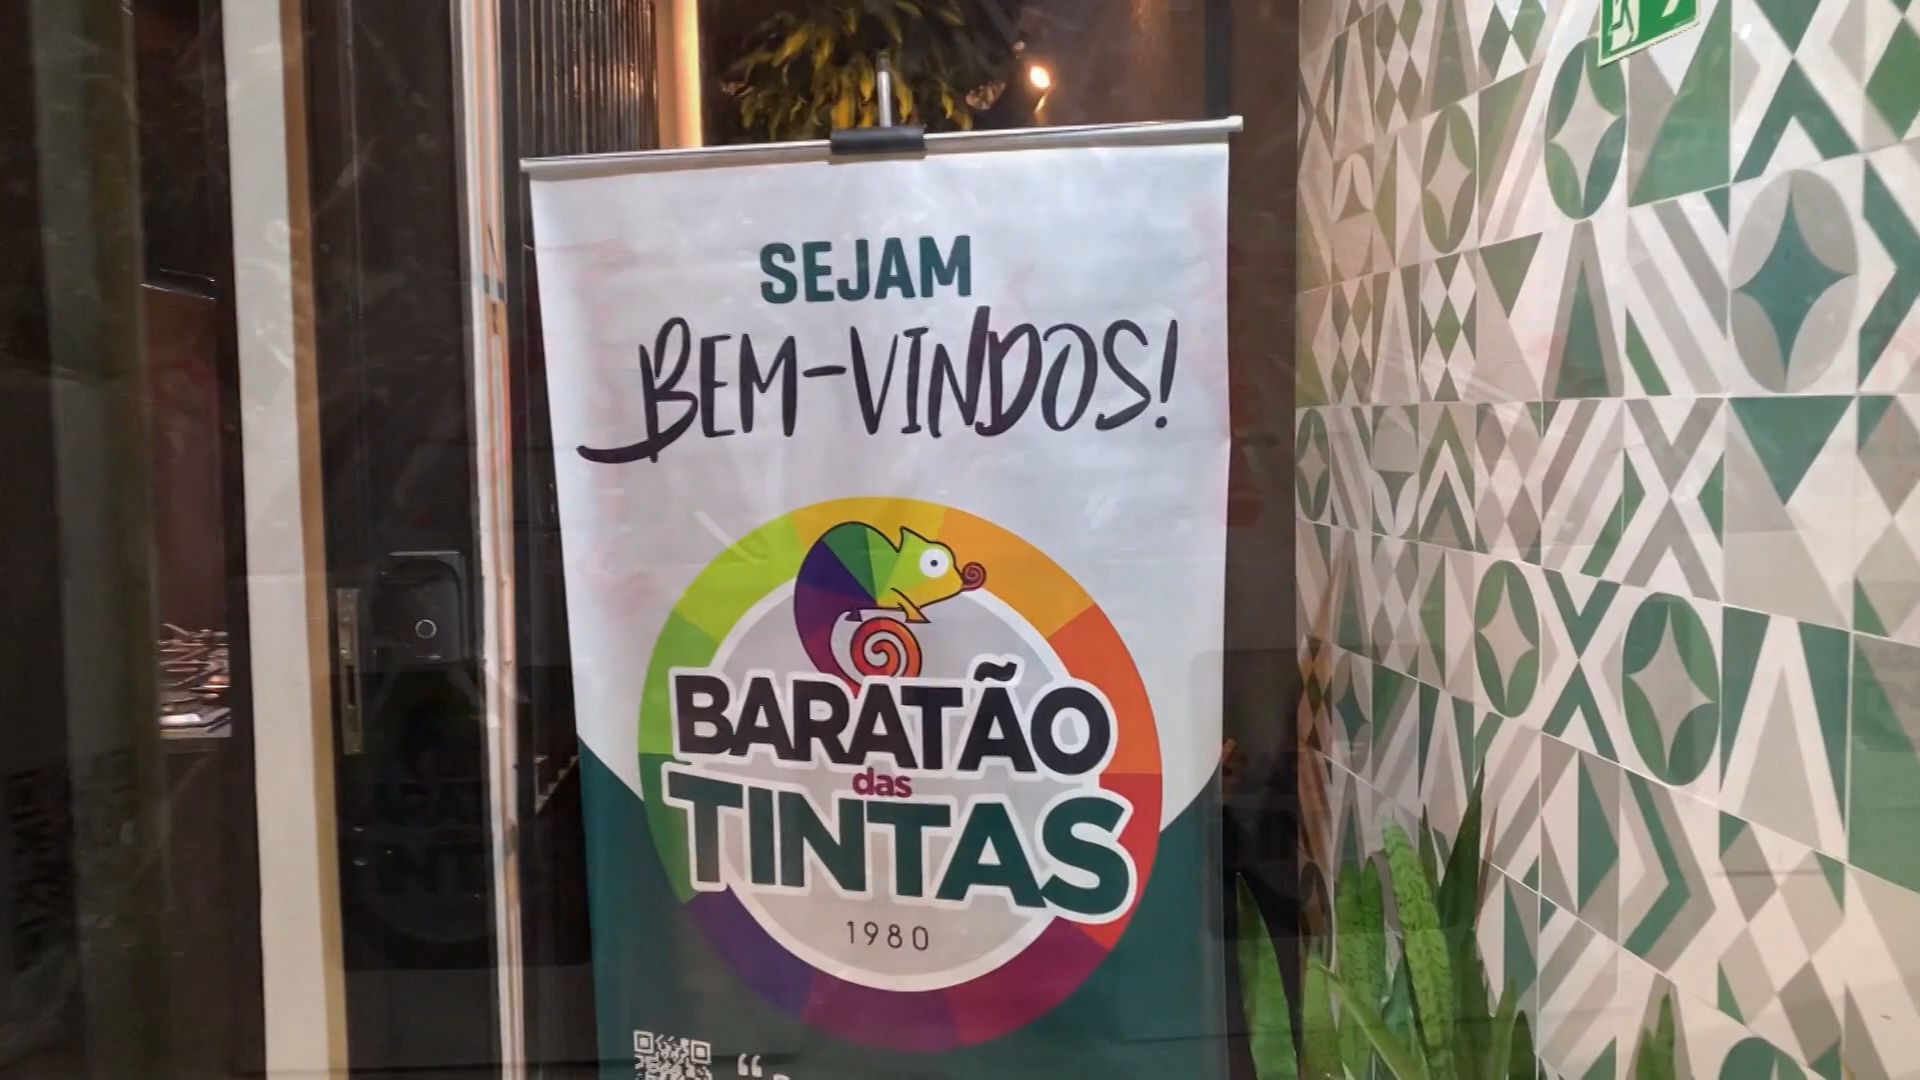 SEJAM
BEM-VINDOS!
BARATÃO
das
TINTAS
1980
“